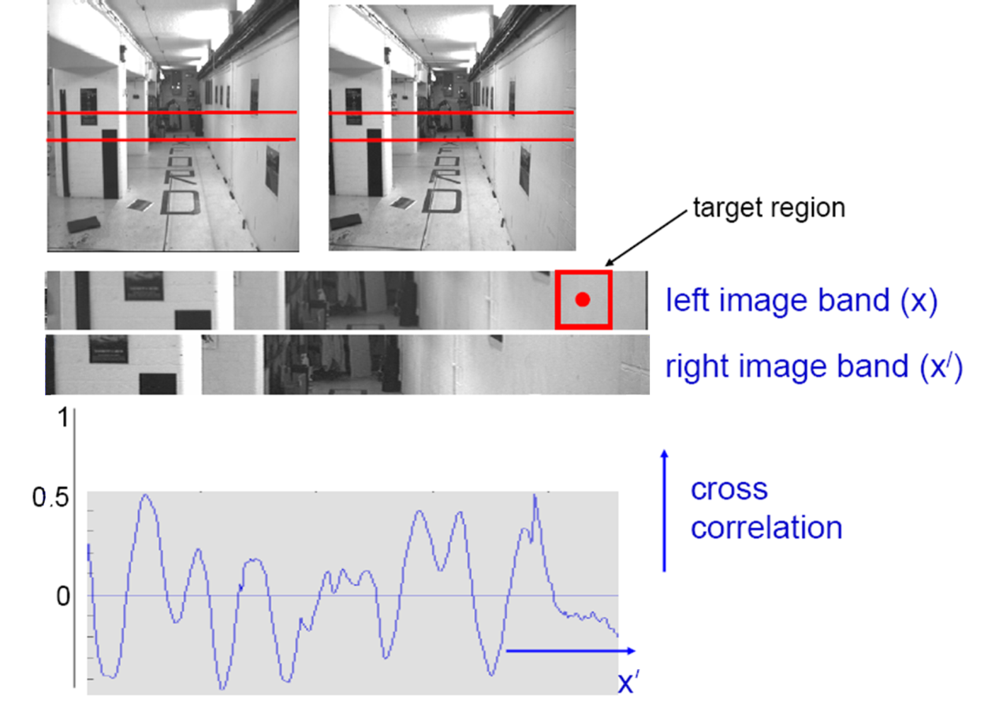 target region
left image band (x)
right image band (x/)
1
0.5
0
cross
correlation
x/